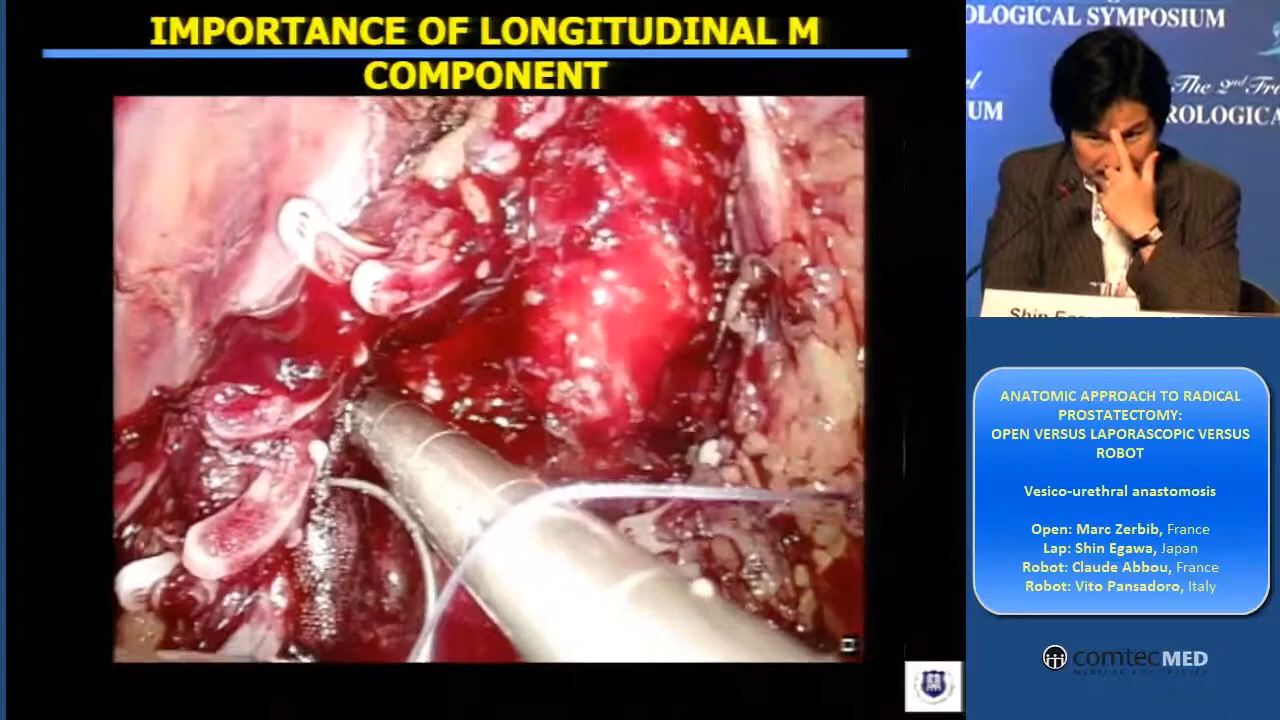 IMPORTANCE OF LONGITUDINAL M
COMPONENT
OLOGICAL SYMPOSIUM
The 2nd
UM
ROLOGICA
Shin
ANATOMIC APPROACH TO RADICAL
PROSTATECTOMY:
OPEN VERSUS LAPORASCOPIC VERSUS
ROBOT
Vesico-urethral anastomosis
Open: Marc Zerbib, France
Lap: Shin Egawa, Japan
Robot: Claude Abbou, France
Robot: Vito Pansadoro, Italy
comtecMED